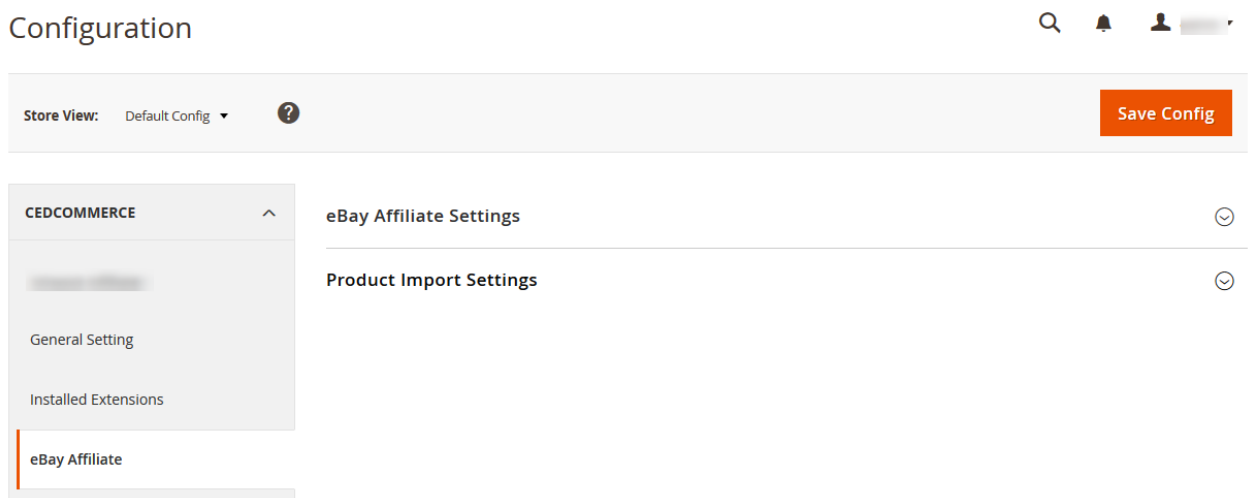 Configuration
Store View: Default Config
?
Save Config
CEDCOMMERCE
eBay Affiliate Settings
Product Import Settings
General Setting
Installed Extensions
eBay Affiliate